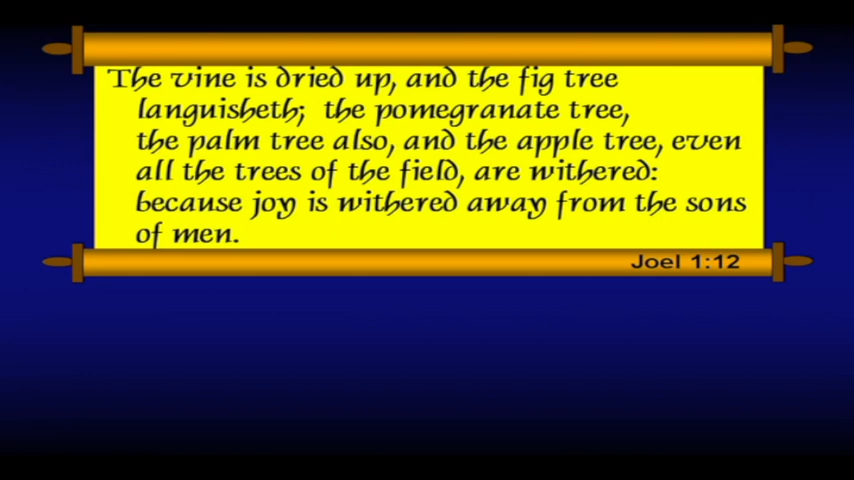 The vine is dried up, and the fig tree
languisheth; the pomegranate tree,
the palm tree also, and the apple tree, even
all the trees of the field, are withered:
because joy is withered away from the sons
of men.
Joel 1:12